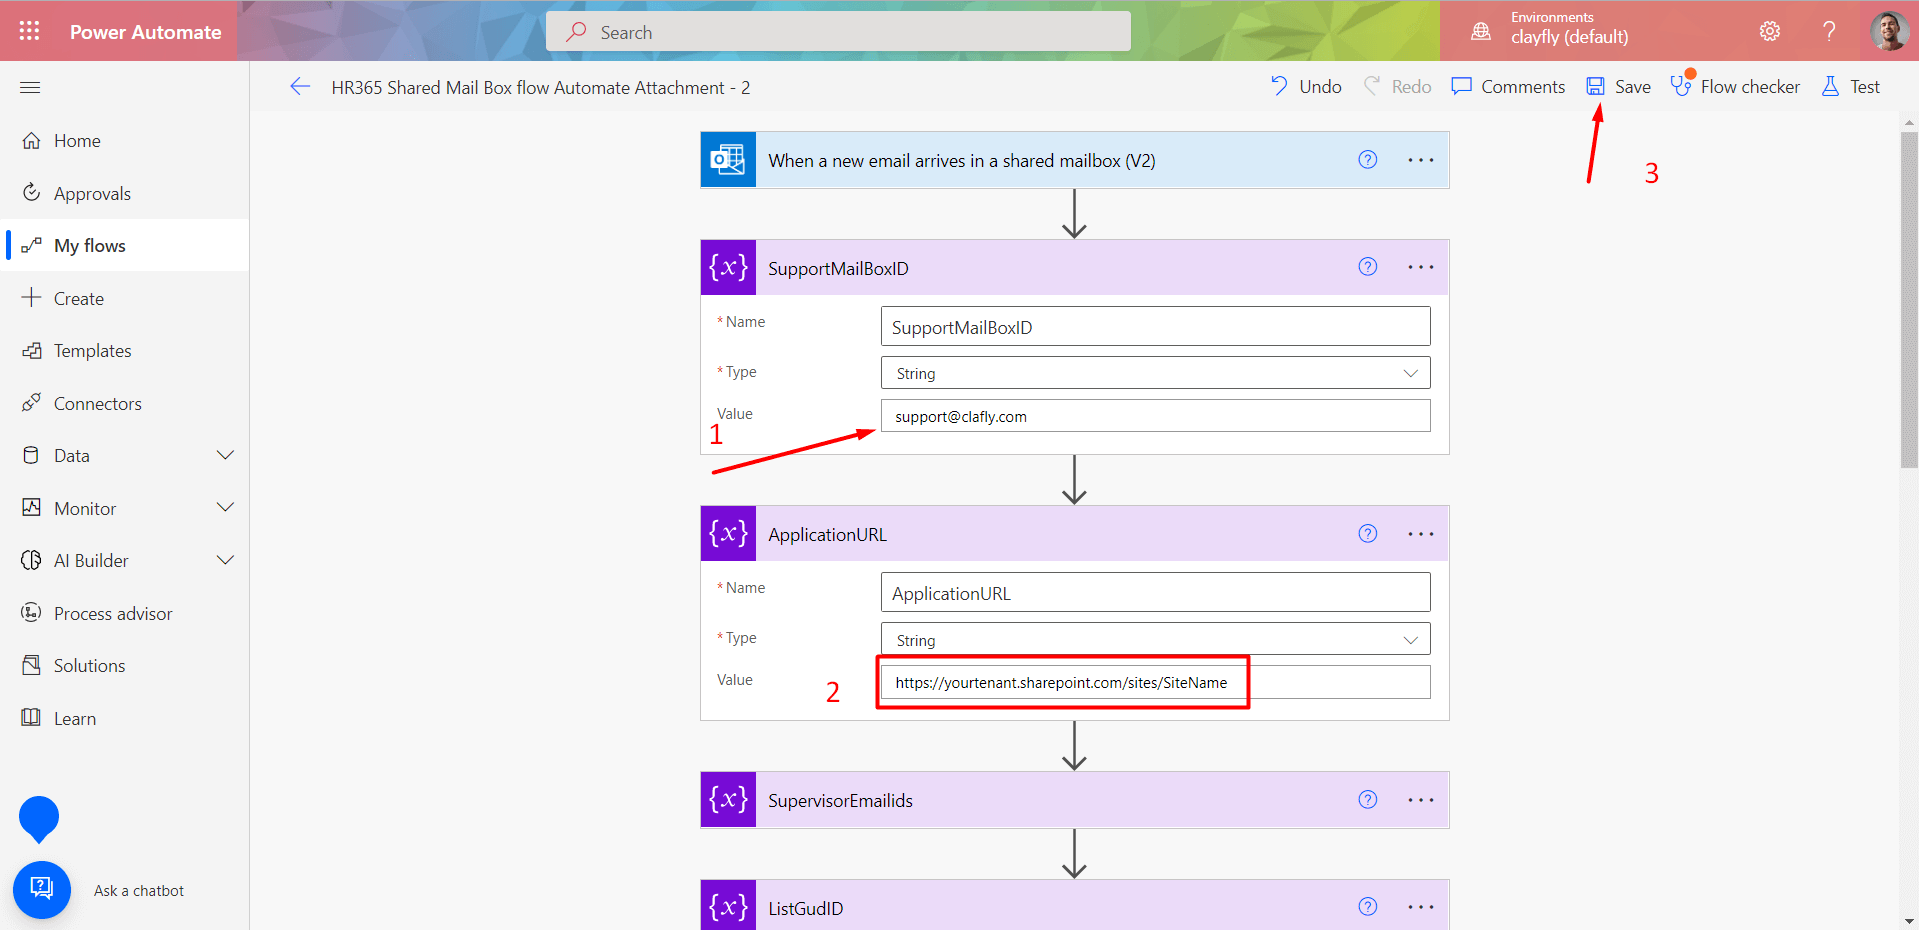 Power Automate
Search
Environments
clayfly (default)
?
HR365 Shared Mail Box flow Automate Attachment - 2
Undo
Redo
Comments
Save
Flow checker
Test
3
Home
Approvals
My flows
Create
Templates
Connectors
Data
Monitor
AI Builder
Process advisor
Solutions
Learn
Ask a chatbot
When a new email arrives in a shared mailbox (V2)
{x} SupportMailBoxID
* Name
SupportMailBoxID
* Type
String
Value
support@clafly.com
1
{x} ApplicationURL
* Name
ApplicationURL
* Type
String
Value
https://yourtenant.sharepoint.com/sites/SiteName
2
{x} SupervisorEmailids
{x} ListGudID